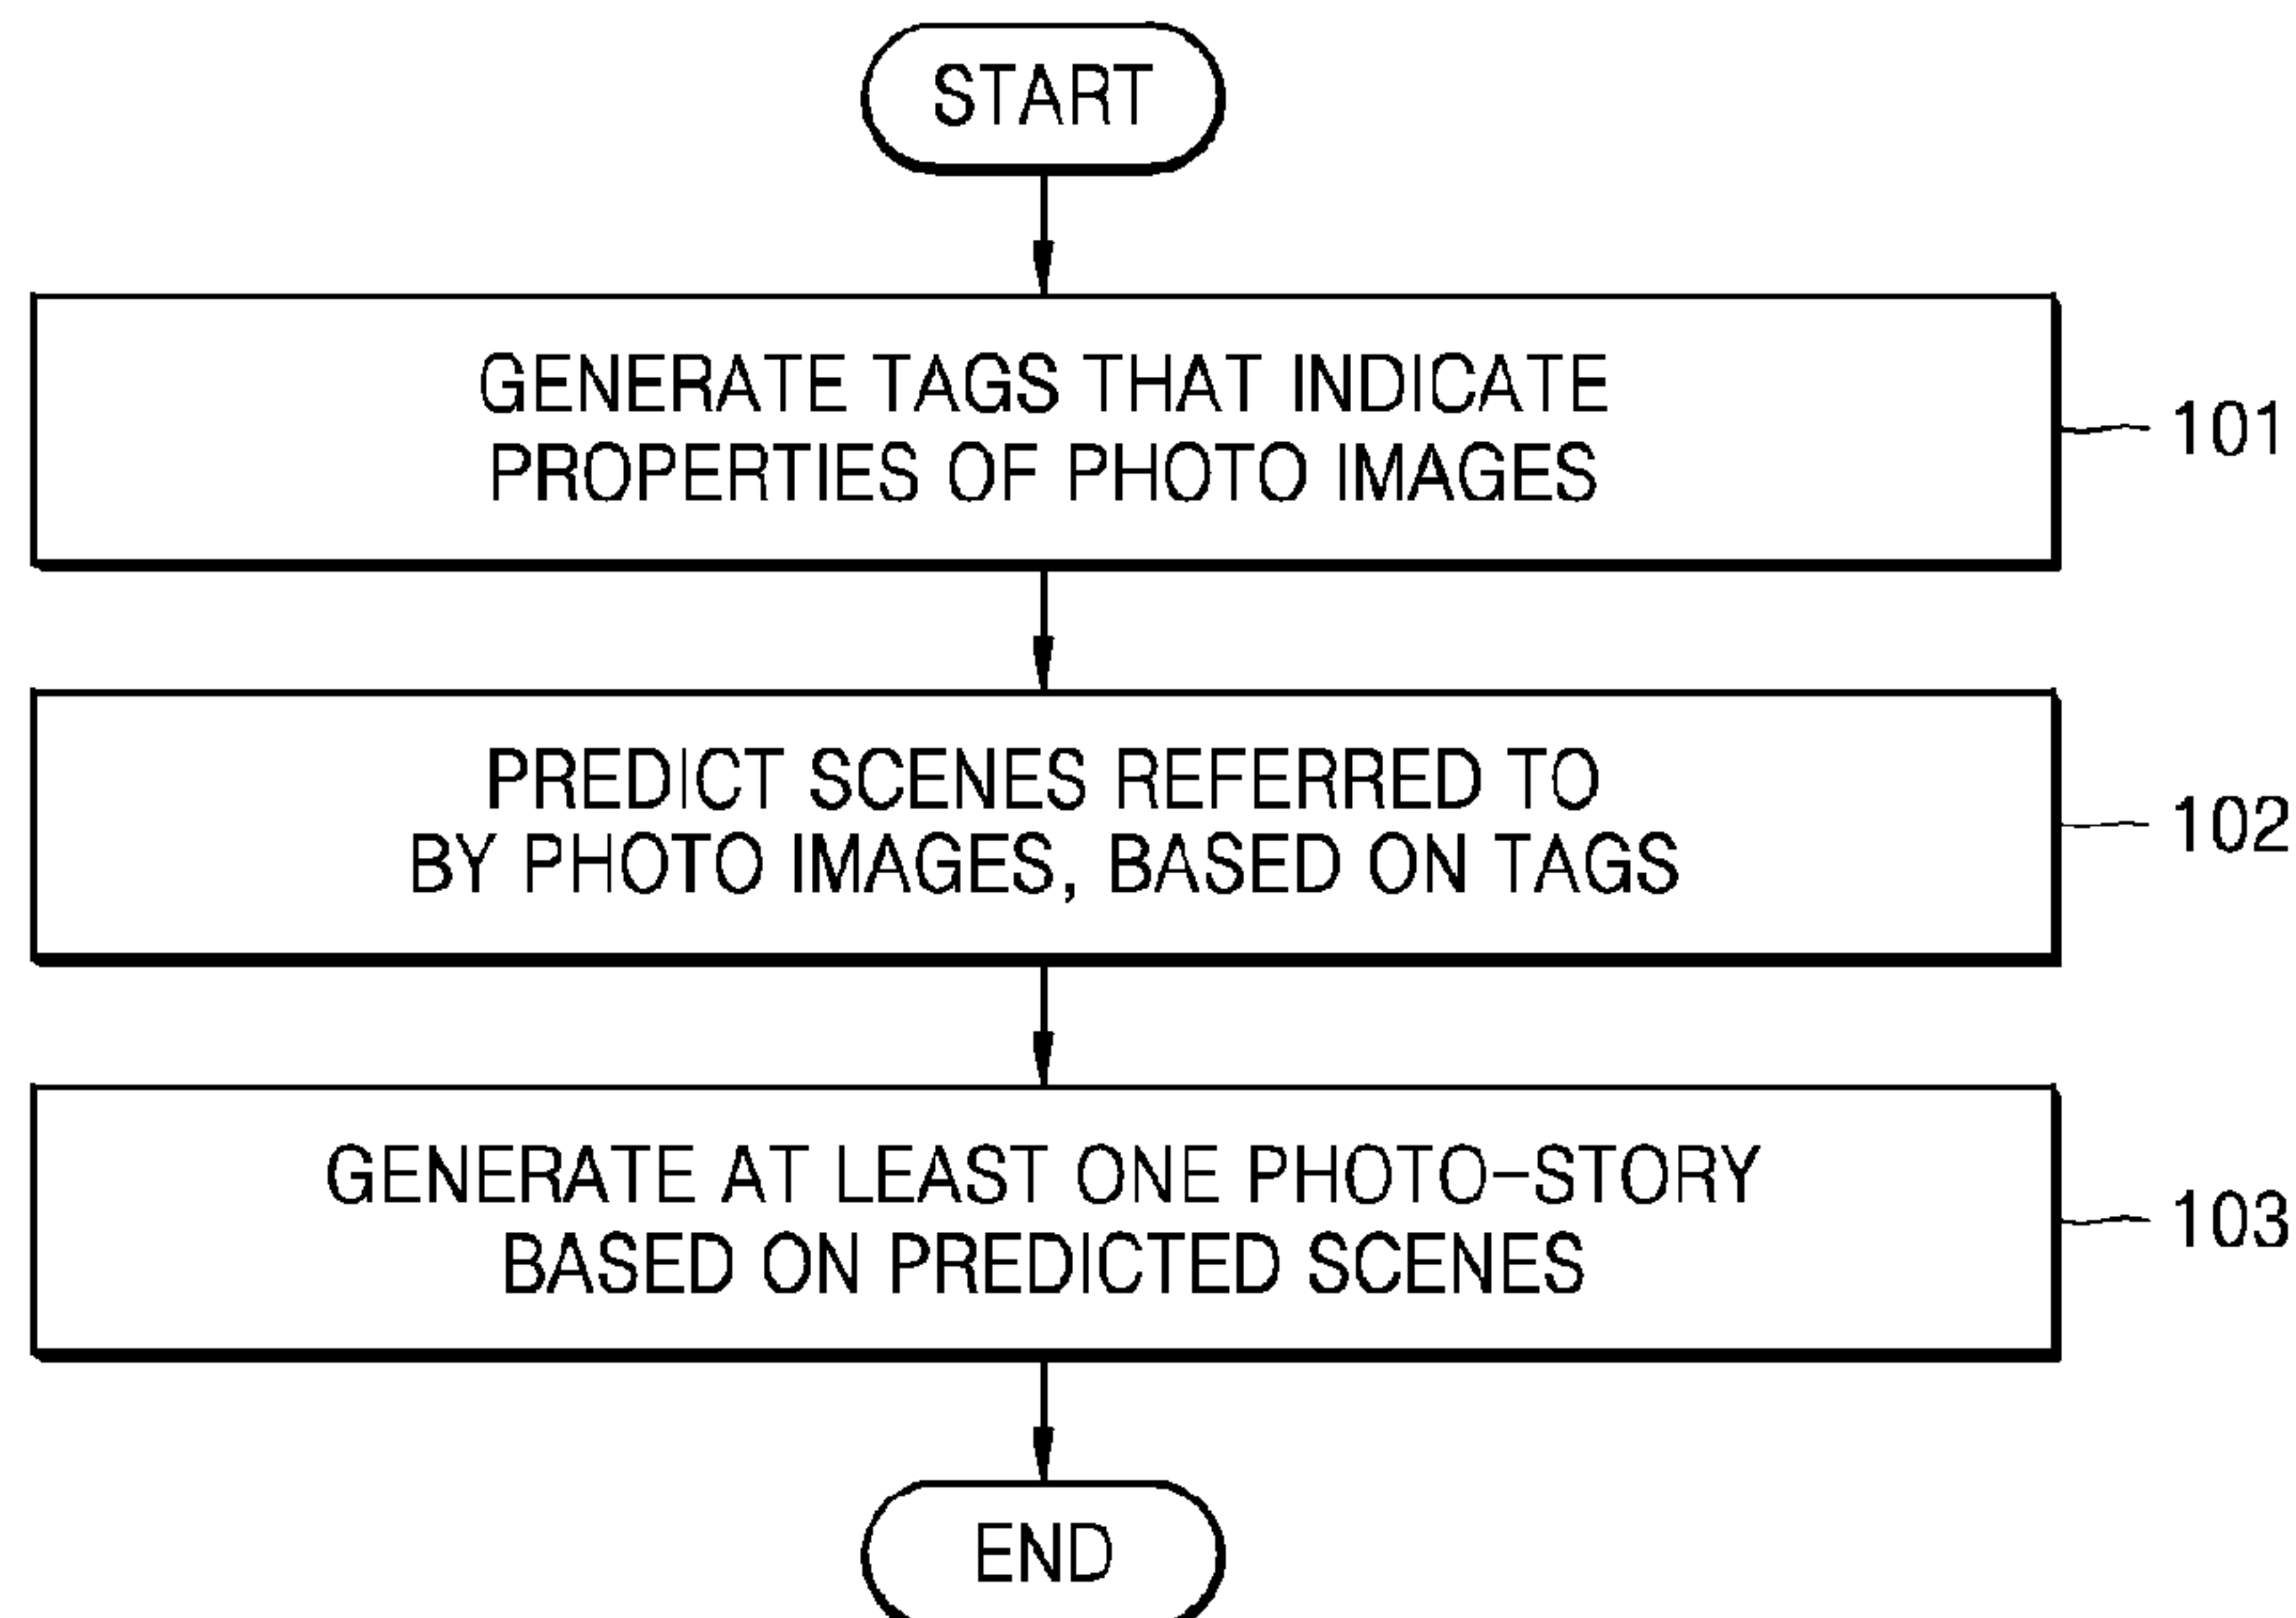 START
GENERATE TAGS THAT INDICATE
PROPERTIES OF PHOTO IMAGES
101
PREDICT SCENES REFERRED TO
BY PHOTO IMAGES, BASED ON TAGS
102
GENERATE AT LEAST ONE PHOTO-STORY
BASED ON PREDICTED SCENES
103
END